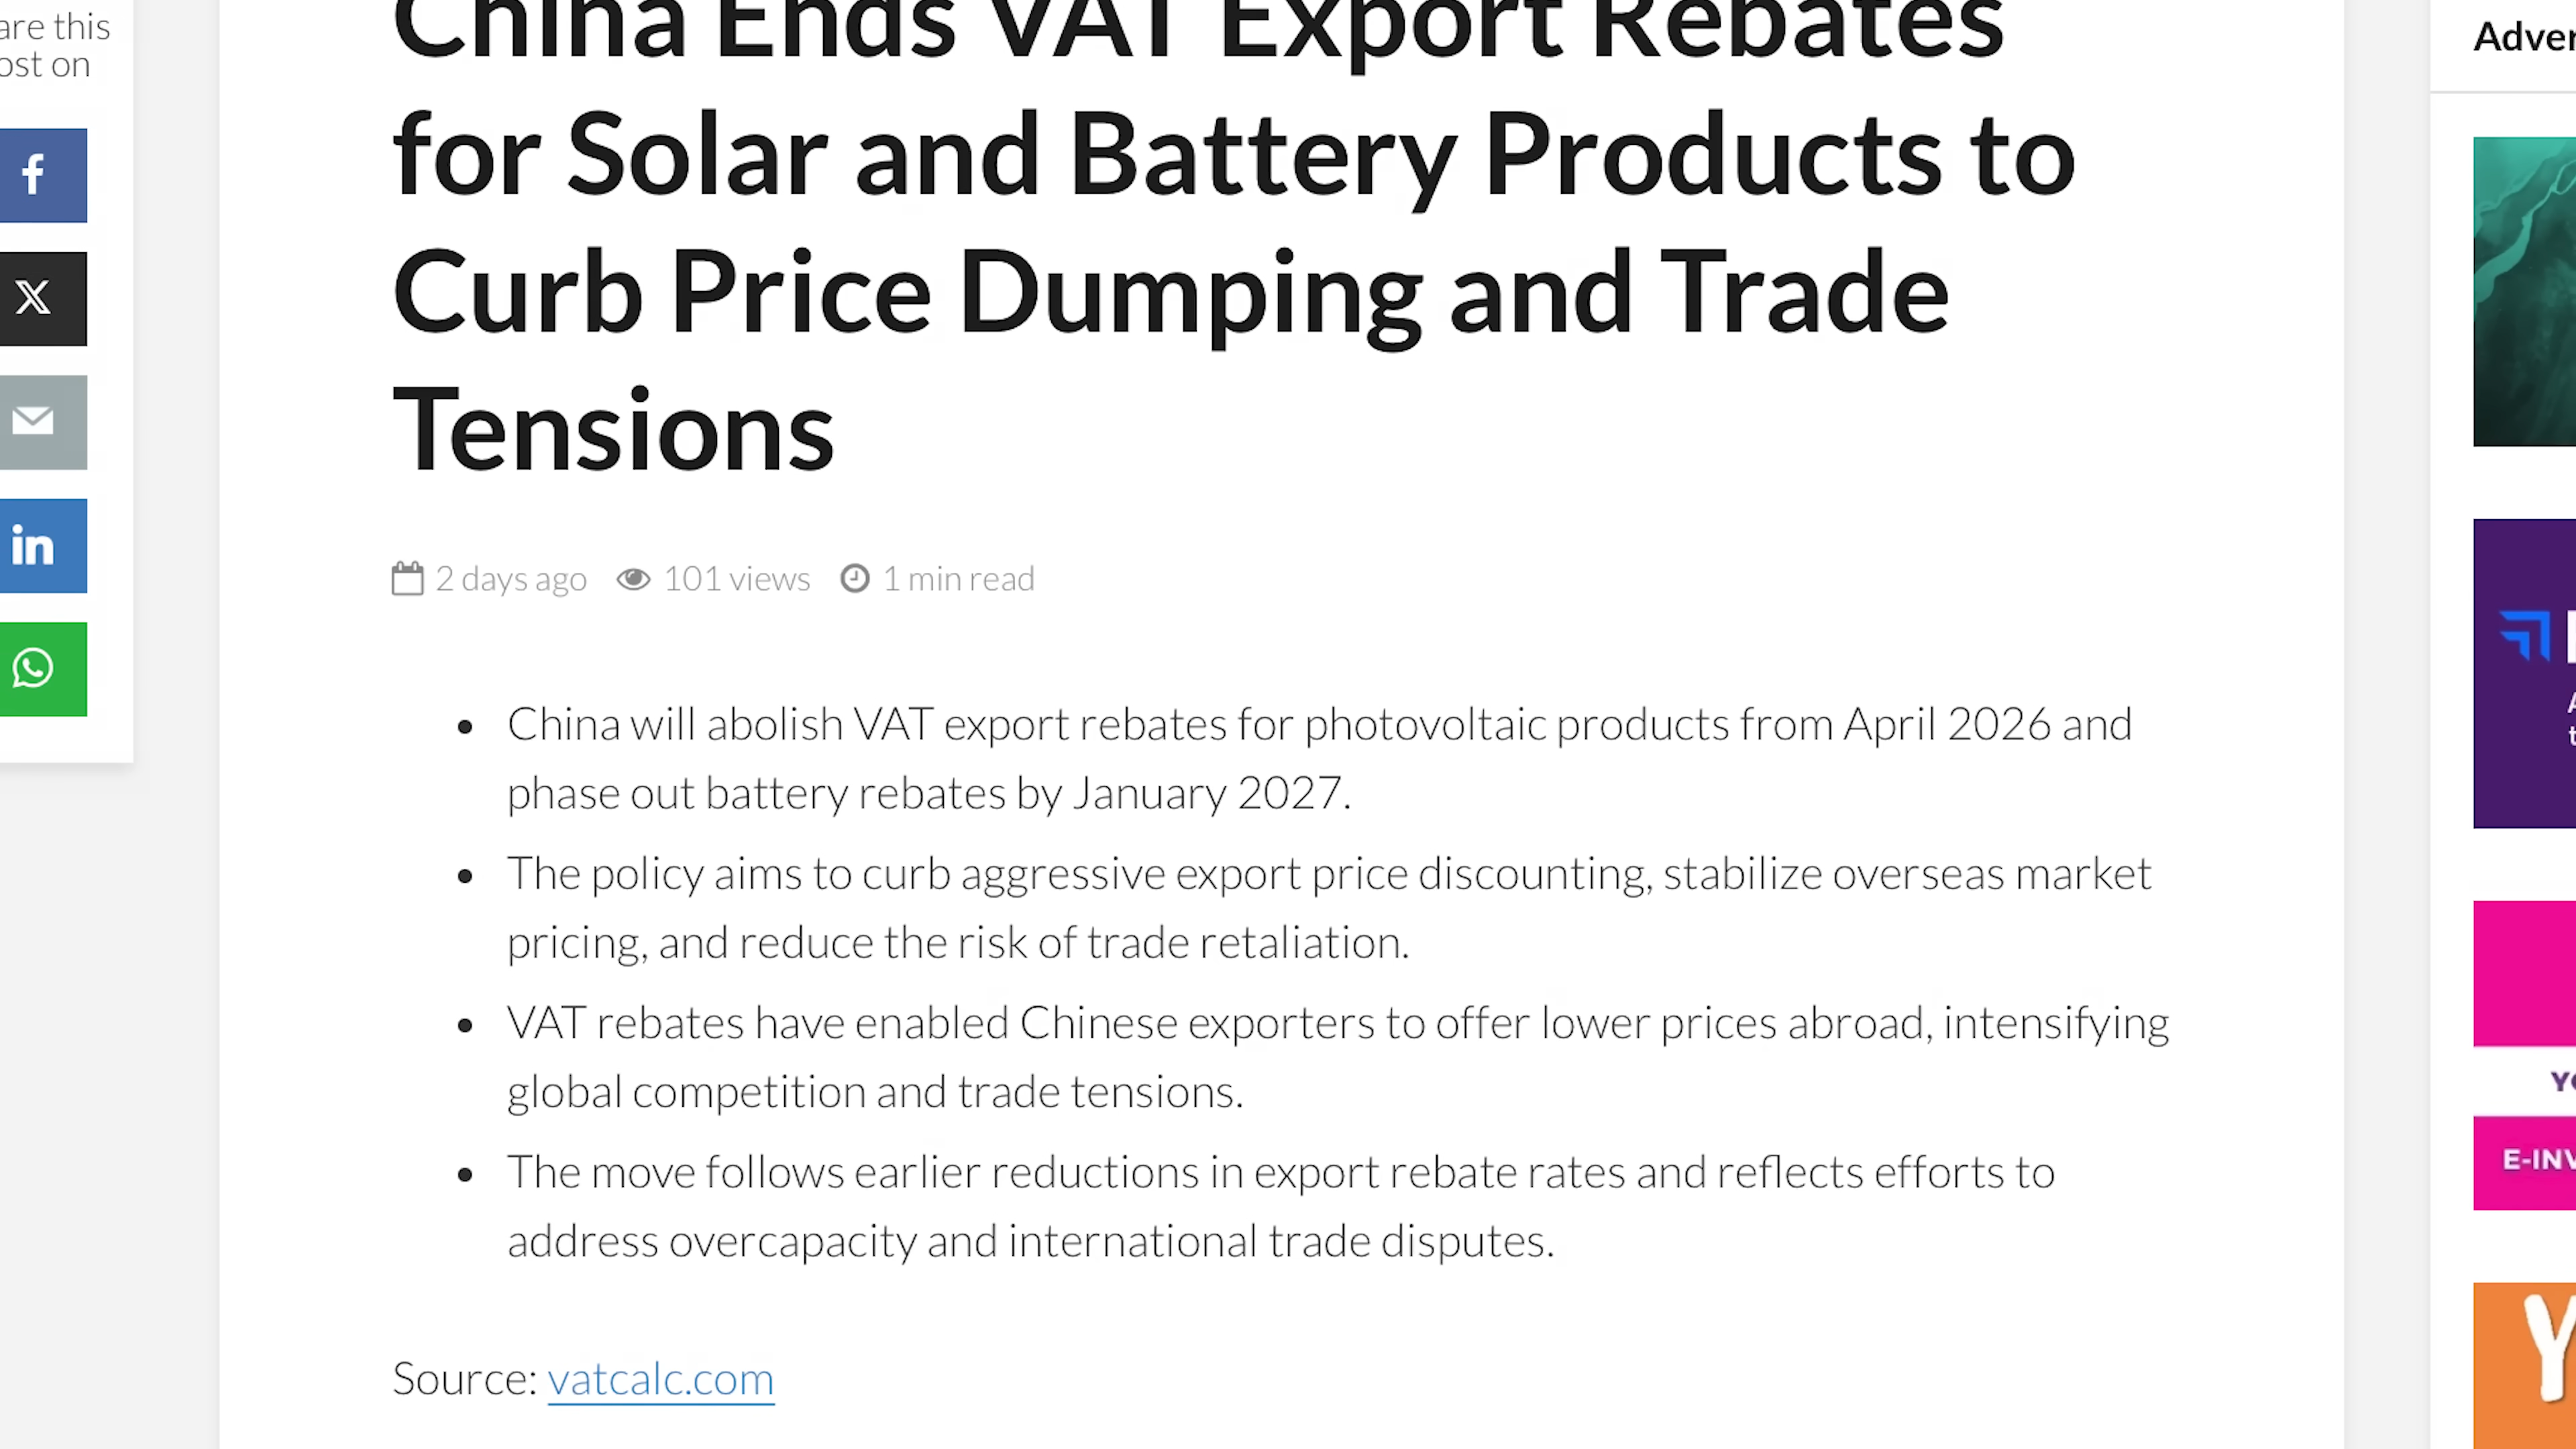 are this
ost on
China Ends VAT Export Rebates
for Solar and Battery Products to
Curb Price Dumping and Trade
Tensions
2 days ago 101 views 1 min read
China will abolish VAT export rebates for photovoltaic products from April 2026 and
phase out battery rebates by January 2027.
The policy aims to curb aggressive export price discounting, stabilize overseas market
pricing, and reduce the risk of trade retaliation.
VAT rebates have enabled Chinese exporters to offer lower prices abroad, intensifying
global competition and trade tensions.
The move follows earlier reductions in export rebate rates and reflects efforts to
address overcapacity and international trade disputes.
Source: vatcalc.com
Adver
E-INV
Y